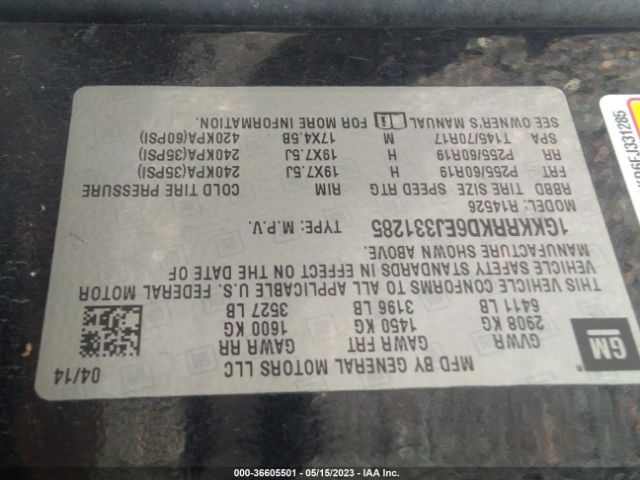 MFD BY GENERAL MOTORS LLC 04/14
GM
GVWR GAWR FRT GAWR RR
2908 KG 1450 KG 1600 KG
6411 LB 3196 LB 3527 LB
THIS VEHICLE CONFORMS TO ALL APPLICABLE U.S. FEDERAL MOTOR
VEHICLE SAFETY STANDARDS IN EFFECT ON THE DATE OF
MANUFACTURE SHOWN ABOVE.
1GKKRRKD6EJ331285 TYPE: M.P.V.
MODEL: R14526
ABBD TIRE SIZE SPEED RTG RIM COLD TIRE PRESSURE
FRT P255/60R19 H 19X7.5J 240KPA(35PSI)
RR P255/60R19 H 19X7.5J 240KPA(35PSI)
SPA T145/70R17 M 17X4.5B 420KPA(60PSI)
SEE OWNER'S MANUAL FOR MORE INFORMATION.
D6EJ331285
000-36605501 - 05/15/2023 - IAA Inc.